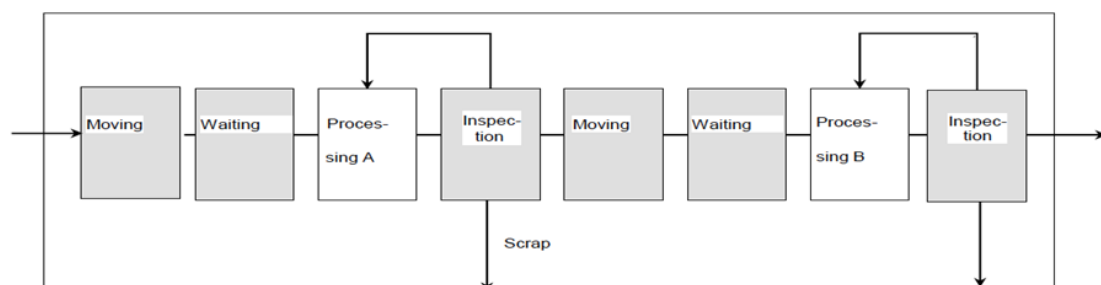 Moving
Waiting
Proces-
sing A
Inspec-
tion
Moving
Waiting
Proces-
sing B
Inspec-
tion
Scrap